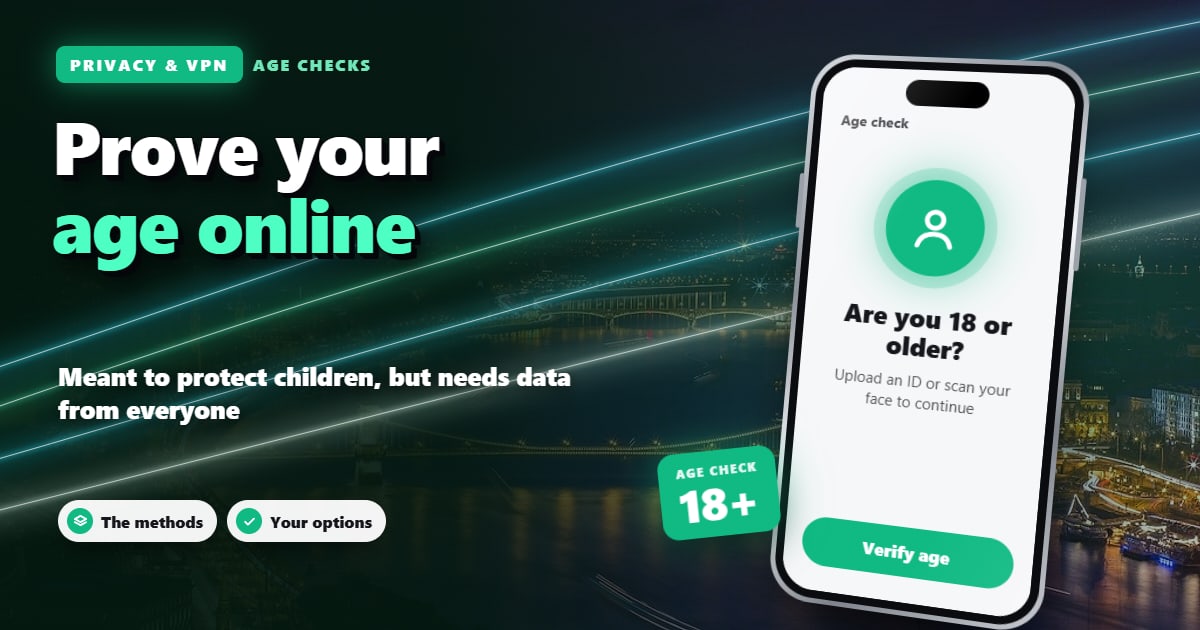 PRIVACY & VPN AGE CHECKS
Prove your
age online
Meant to protect children, but needs data
from everyone
The methods
Your options
Age check
Are you 18 or
older?
Upload an ID or scan your
face to continue
Verify age
AGE CHECK
18+